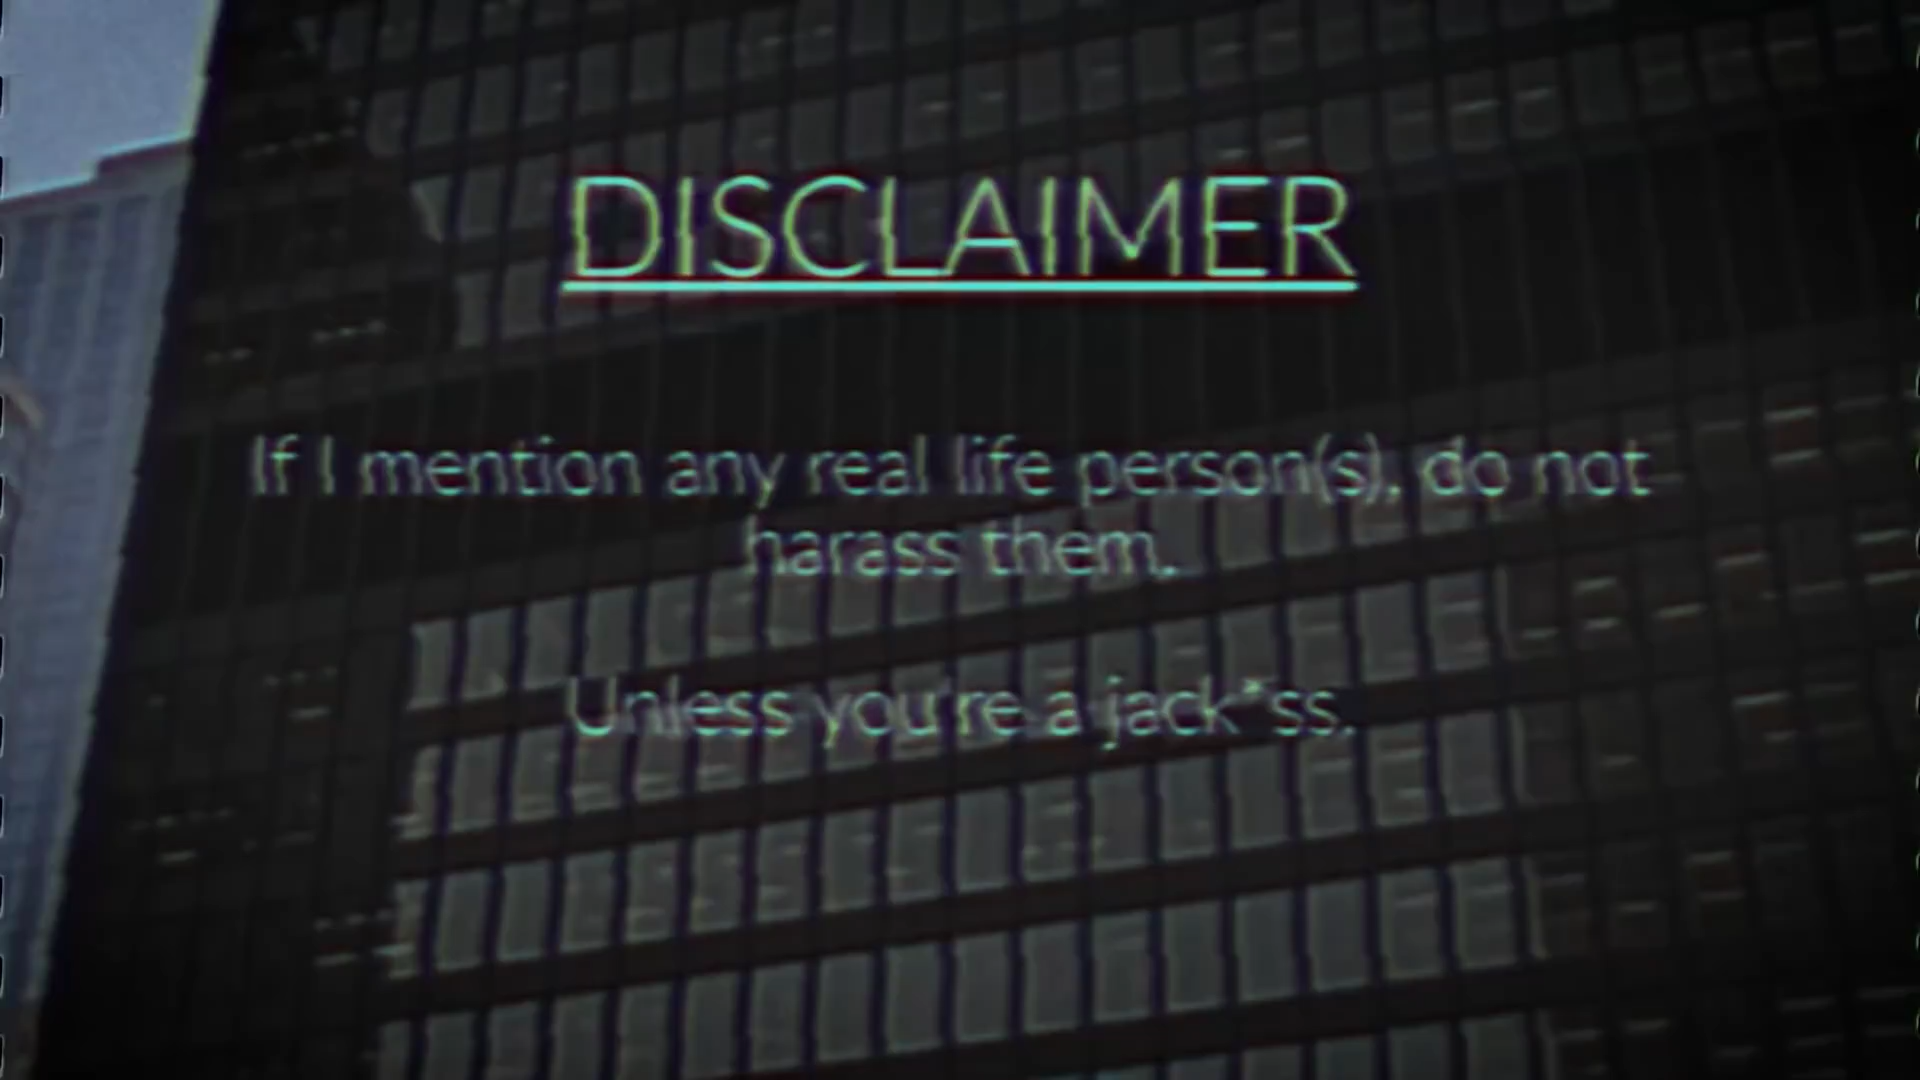 DISCLAIMER
If I mention any real life person(s), do not
harass them.
Unless you're a jack*ss.